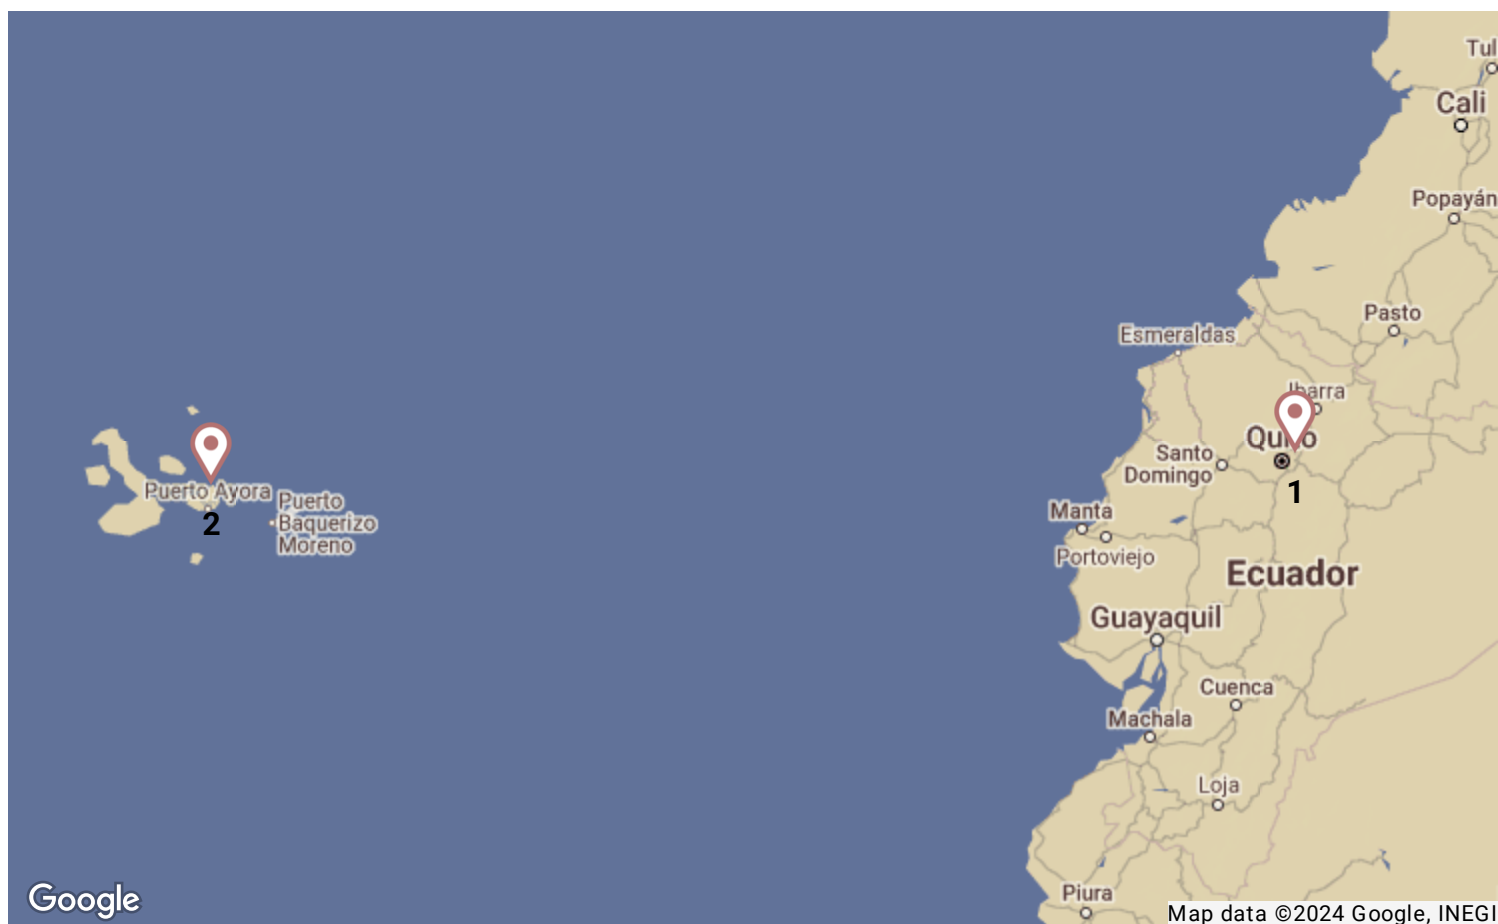 Tul
Cali
Popayán
Pasto
Esmeraldas
Ibarra
Quito
Santo
Domingo
1
Puerto Ayora
2
Puerto
Baquerizo
Moreno
Manta
Portoviejo
Ecuador
Guayaquil
Cuenca
Machala
Loja
Piura
Google
Map data ©2024 Google, INEGI